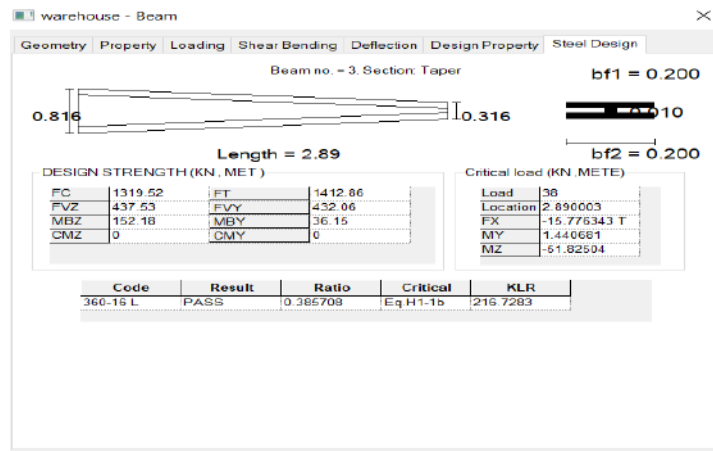 warehouse - Beam
Geometry Property Loading Shear Bending Deflection Design Property Steel Design
Beam no. = 3. Section: Taper
bf1 = 0.200
0.816
0.316
0.010
Length = 2.89
bf2 = 0.200
DESIGN STRENGTH (KN , MET )
FC 1319.52 FT 1412.86
FVZ 437.53 FVY 432.06
MBZ 152.18 MBY 36.15
CMZ 0 CMY 0
Critical load (KN ,METE)
Load 38
Location 2.890003
FX -15.776343 T
MY 1.440681
MZ -51.82504
Code Result Ratio Critical KLR
360-16 L PASS 0.385708 Eq.H1-1b 216.7283